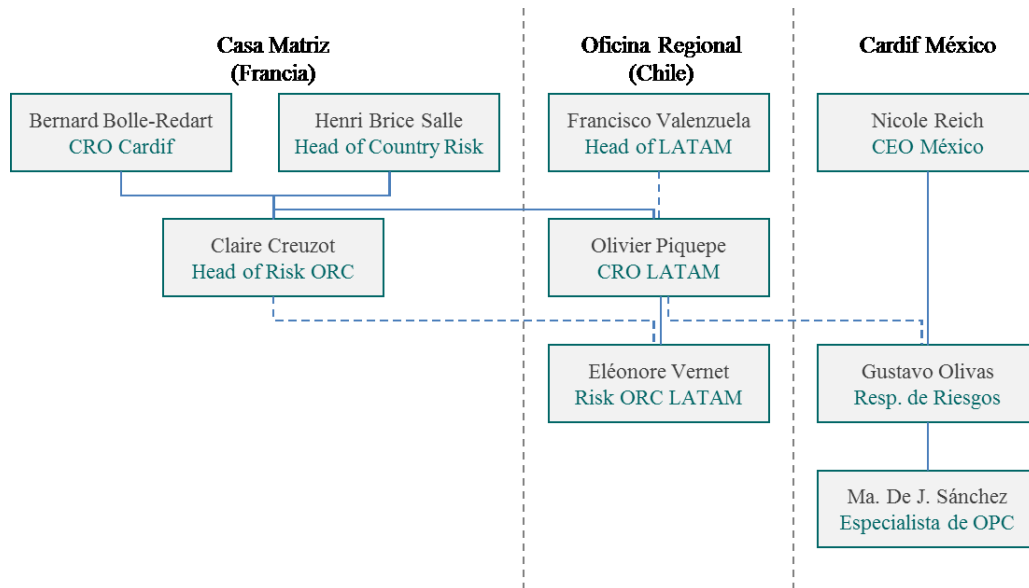 Casa Matriz
(Francia)
Oficina Regional
(Chile)
Cardif México
Bernard Bolle-Redart
CRO Cardif
Henri Brice Salle
Head of Country Risk
Francisco Valenzuela
Head of LATAM
Nicole Reich
CEO México
Claire Creuzot
Head of Risk ORC
Olivier Piquepe
CRO LATAM
Eléonore Vernet
Risk ORC LATAM
Gustavo Olivas
Resp. de Riesgos
Ma. De J. Sánchez
Especialista de OPC